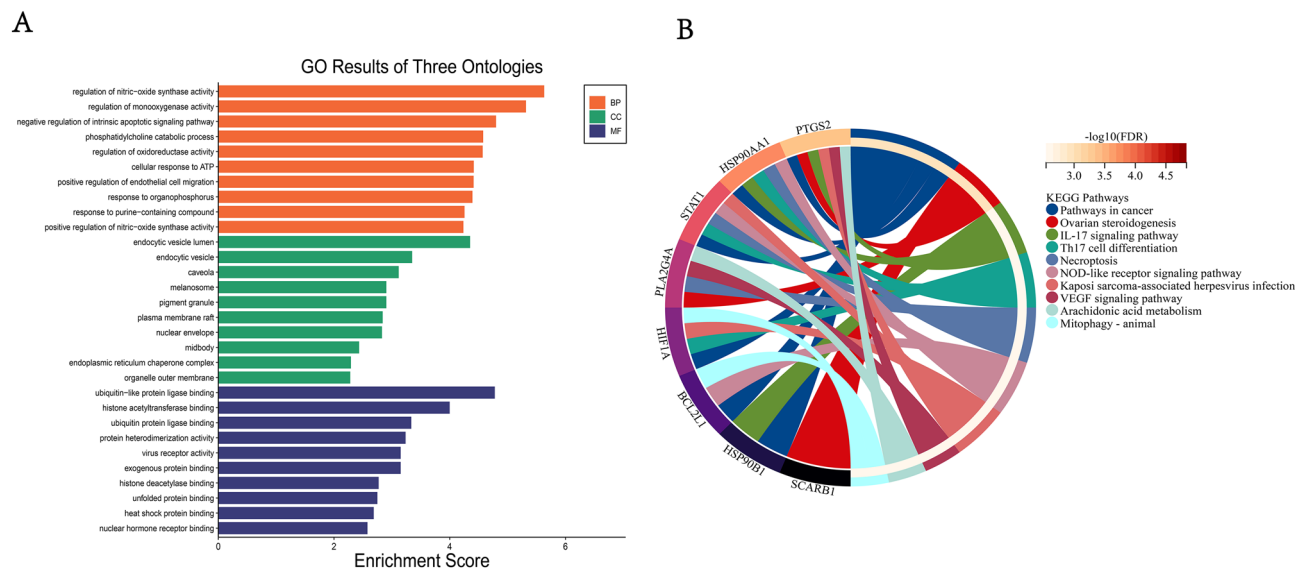 A
GO Results of Three Ontologies
regulation of nitric-oxide synthase activity
regulation of monooxygenase activity
negative regulation of intrinsic apoptotic signaling pathway
phosphatidylcholine catabolic process
regulation of oxidoreductase activity
cellular response to ATP
positive regulation of endothelial cell migration
response to organophosphorus
response to purine-containing compound
positive regulation of nitric-oxide synthase activity
endocytic vesicle lumen
endocytic vesicle
caveola
melanosome
pigment granule
plasma membrane raft
nuclear envelope
midbody
endoplasmic reticulum chaperone complex
organelle outer membrane
ubiquitin-like protein ligase binding
histone acetyltransferase binding
ubiquitin protein ligase binding
protein heterodimerization activity
virus receptor activity
exogenous protein binding
histone deacetylase binding
unfolded protein binding
heat shock protein binding
nuclear hormone receptor binding
0 2 4 6
Enrichment Score
BP
CC
MF
B
PTGS2
HSP90AA1
STAT1
PLA2G4A
HIF1A
BCL2L1
HSP90B1
SCARB1
-log10(FDR)
3.0 3.5 4.0 4.5
KEGG Pathways
Pathways in cancer
Ovarian steroidogenesis
IL-17 signaling pathway
Th17 cell differentiation
Necroptosis
NOD-like receptor signaling pathway
Kaposi sarcoma-associated herpesvirus infection
VEGF signaling pathway
Arachidonic acid metabolism
Mitophagy - animal